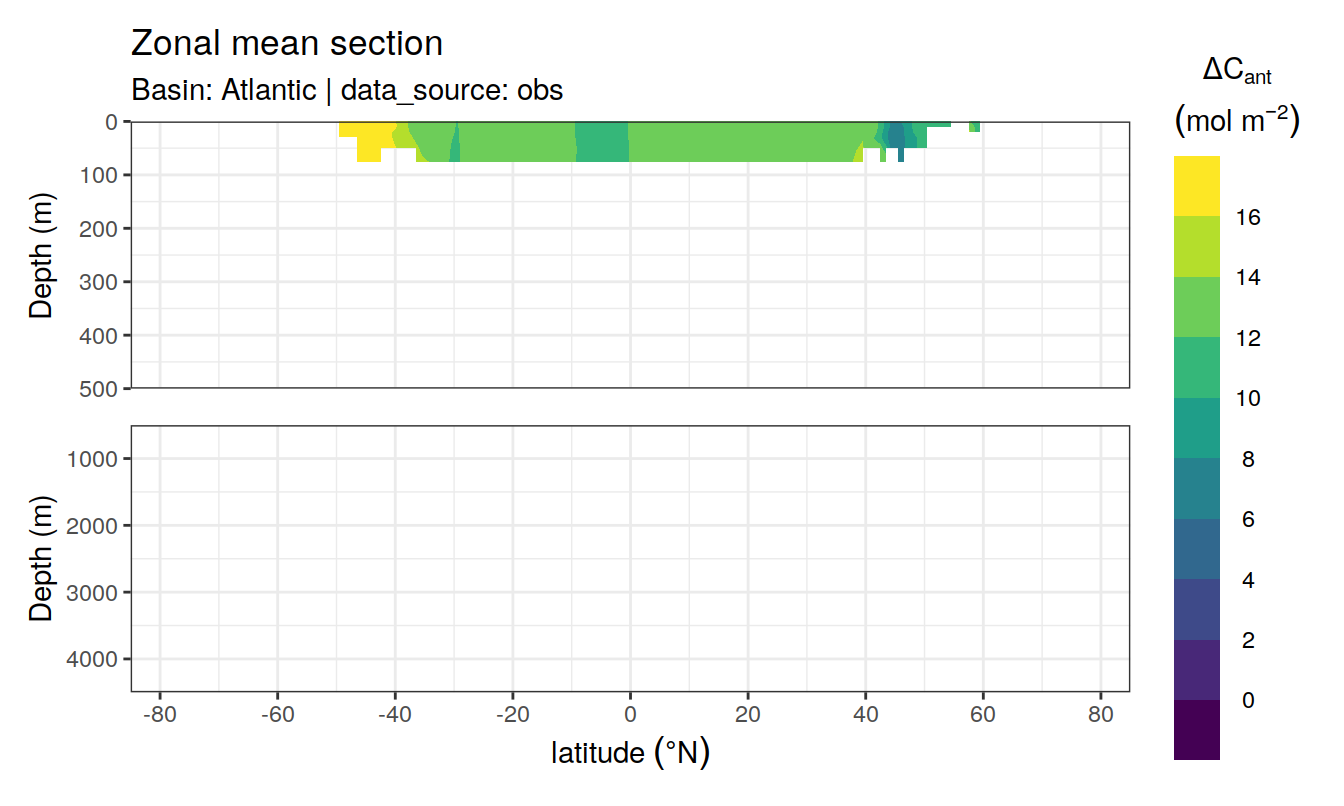 Zonal mean section
Basin: Atlantic | data_source: obs
ΔCant
(mol m−2)
0
100
200
300
400
500
Depth (m)
1000
2000
3000
4000
Depth (m)
-80 -60 -40 -20 0 20 40 60 80
latitude (°N)
16
14
12
10
8
6
4
2
0